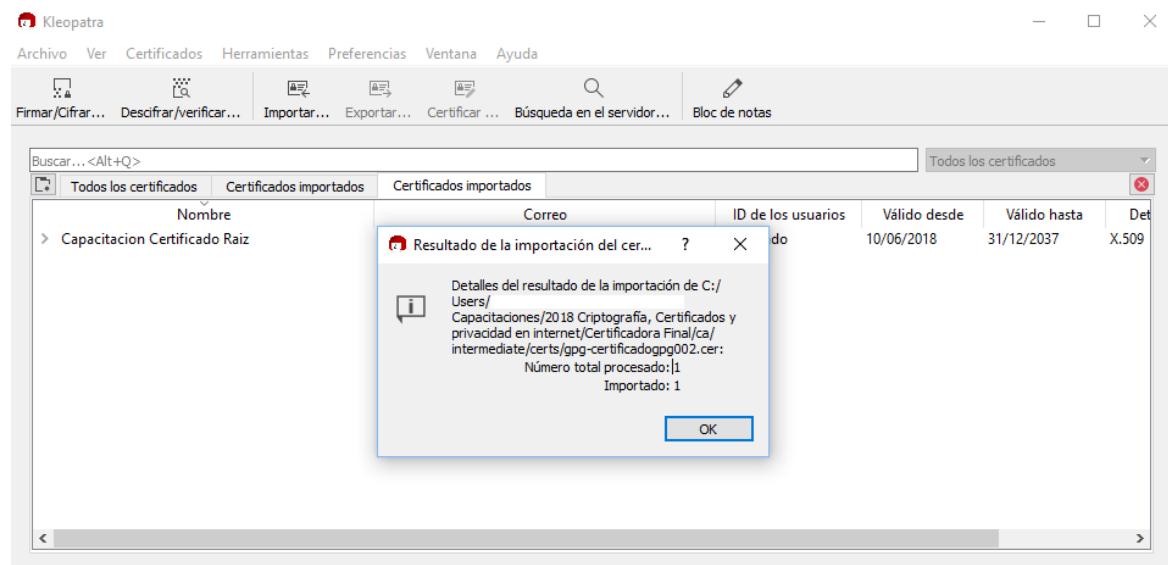 Kleopatra
Archivo Ver Certificados Herramientas Preferencias Ventana Ayuda
Firmar/Cifrar... Descifrar/verificar... Importar... Exportar... Certificar ... Búsqueda en el servidor... Bloc de notas
Buscar...<Alt+Q> Todos los certificados
Todos los certificados Certificados importados Certificados importados
Nombre Correo ID de los usuarios Válido desde Válido hasta Det
Capacitacion Certificado Raiz do 10/06/2018 31/12/2037 X.509
Resultado de la importación del cer... ? 
Detalles del resultado de la importación de C:/
Users/
Capacitaciones/2018 Criptografía, Certificados y
privacidad en internet/Certificadora Final/ca/
intermediate/certs/gpg-certificadogpg002.cer:
Número total procesado: 1
Importado: 1
OK